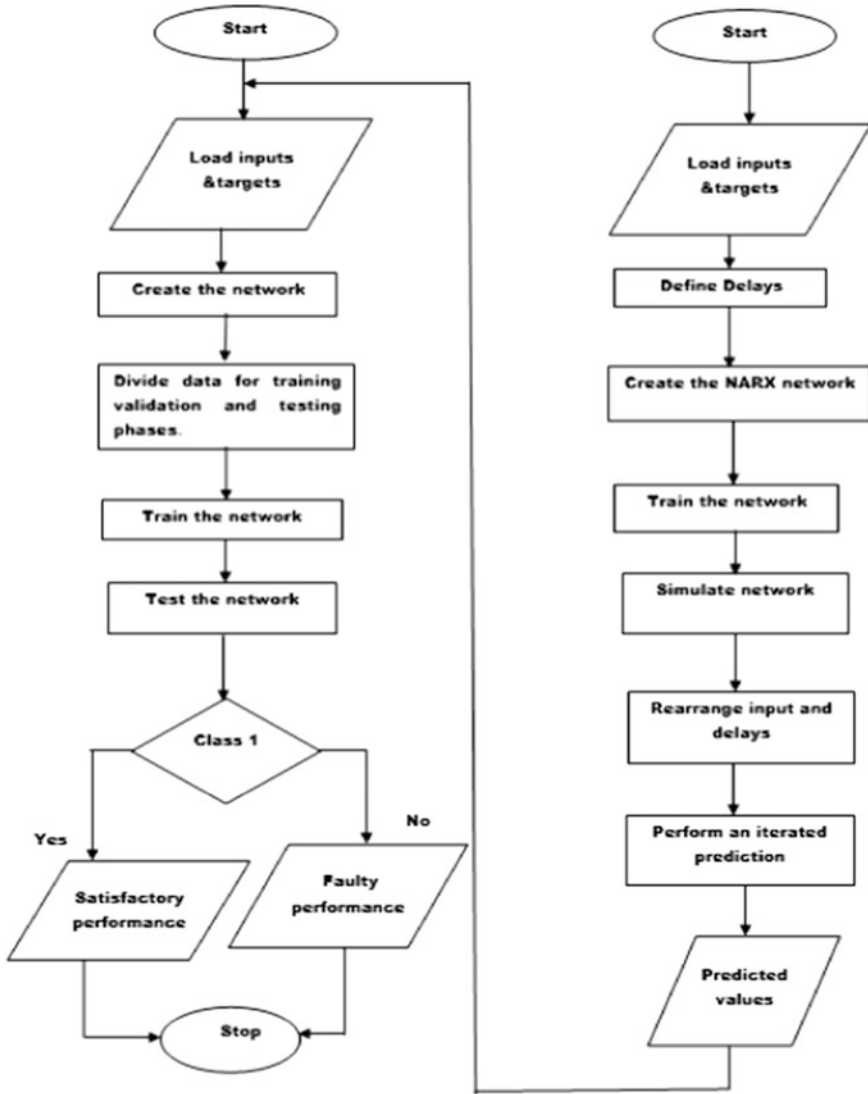 Start
Load inputs
&targets
Create the network
Divide data for training
validation and testing
phases.
Train the network
Test the network
Class 1
Yes
No
Satisfactory
performance
Faulty
performance
Stop
Start
Load inputs
&targets
Define Delays
Create the NARX network
Train the network
Simulate network
Rearrange input and
delays
Perform an iterated
prediction
Predicted
values